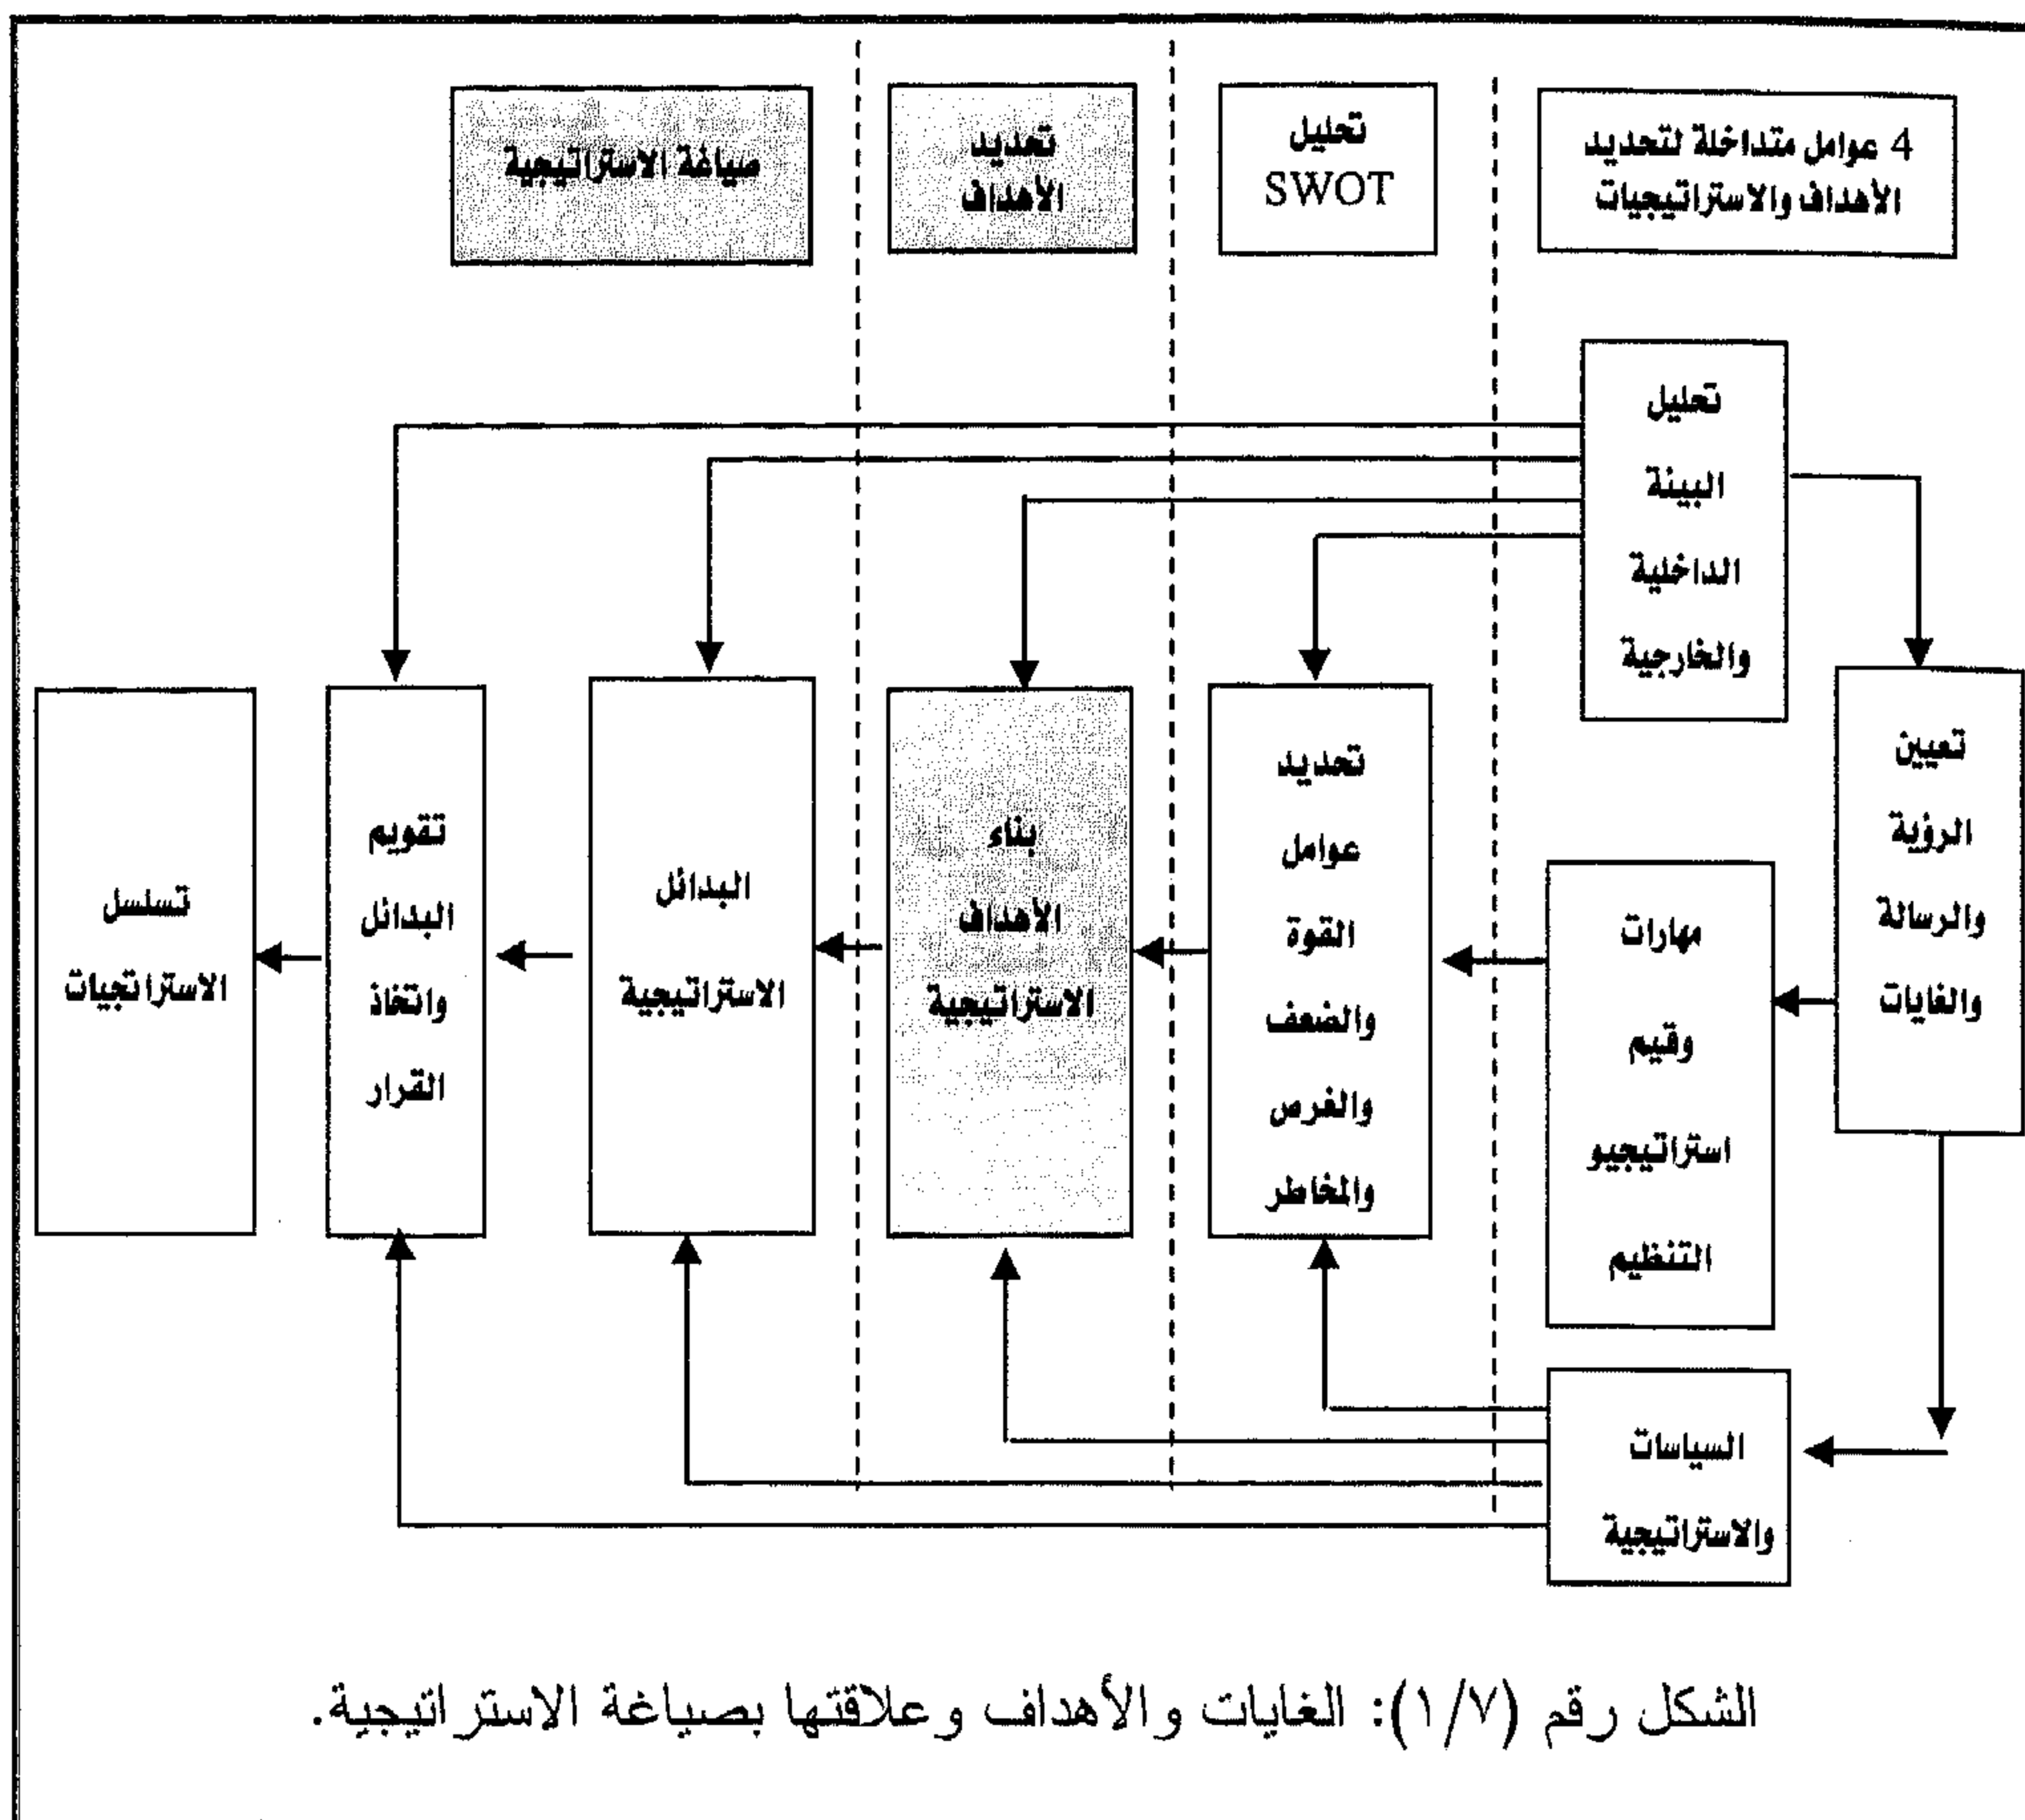 4 عوامل متداخلة لتحديد
الأهداف والاستراتيجيات
تحليل
SWOT
تحديد
الأهداف
صياغة الاستراتيجية
تحليل
البيئة
الداخلية
والخارجية
تعيين
الرؤية
والرسالة
والغايات
مهارات
وقيم
استراتيجيو
التنظيم
السياسات
والاستراتيجية
تحديد
عوامل
القوة
والضعف
والفرص
والمخاطر
بناء
الأهداف
الاستراتيجية
البدائل
الاستراتيجية
تقويم
البدائل
واتخاذ
القرار
تسلسل
الاستراتجيات
الشكل رقم (١/٧): الغايات والأهداف وعلاقتها بصياغة الاستراتيجية.